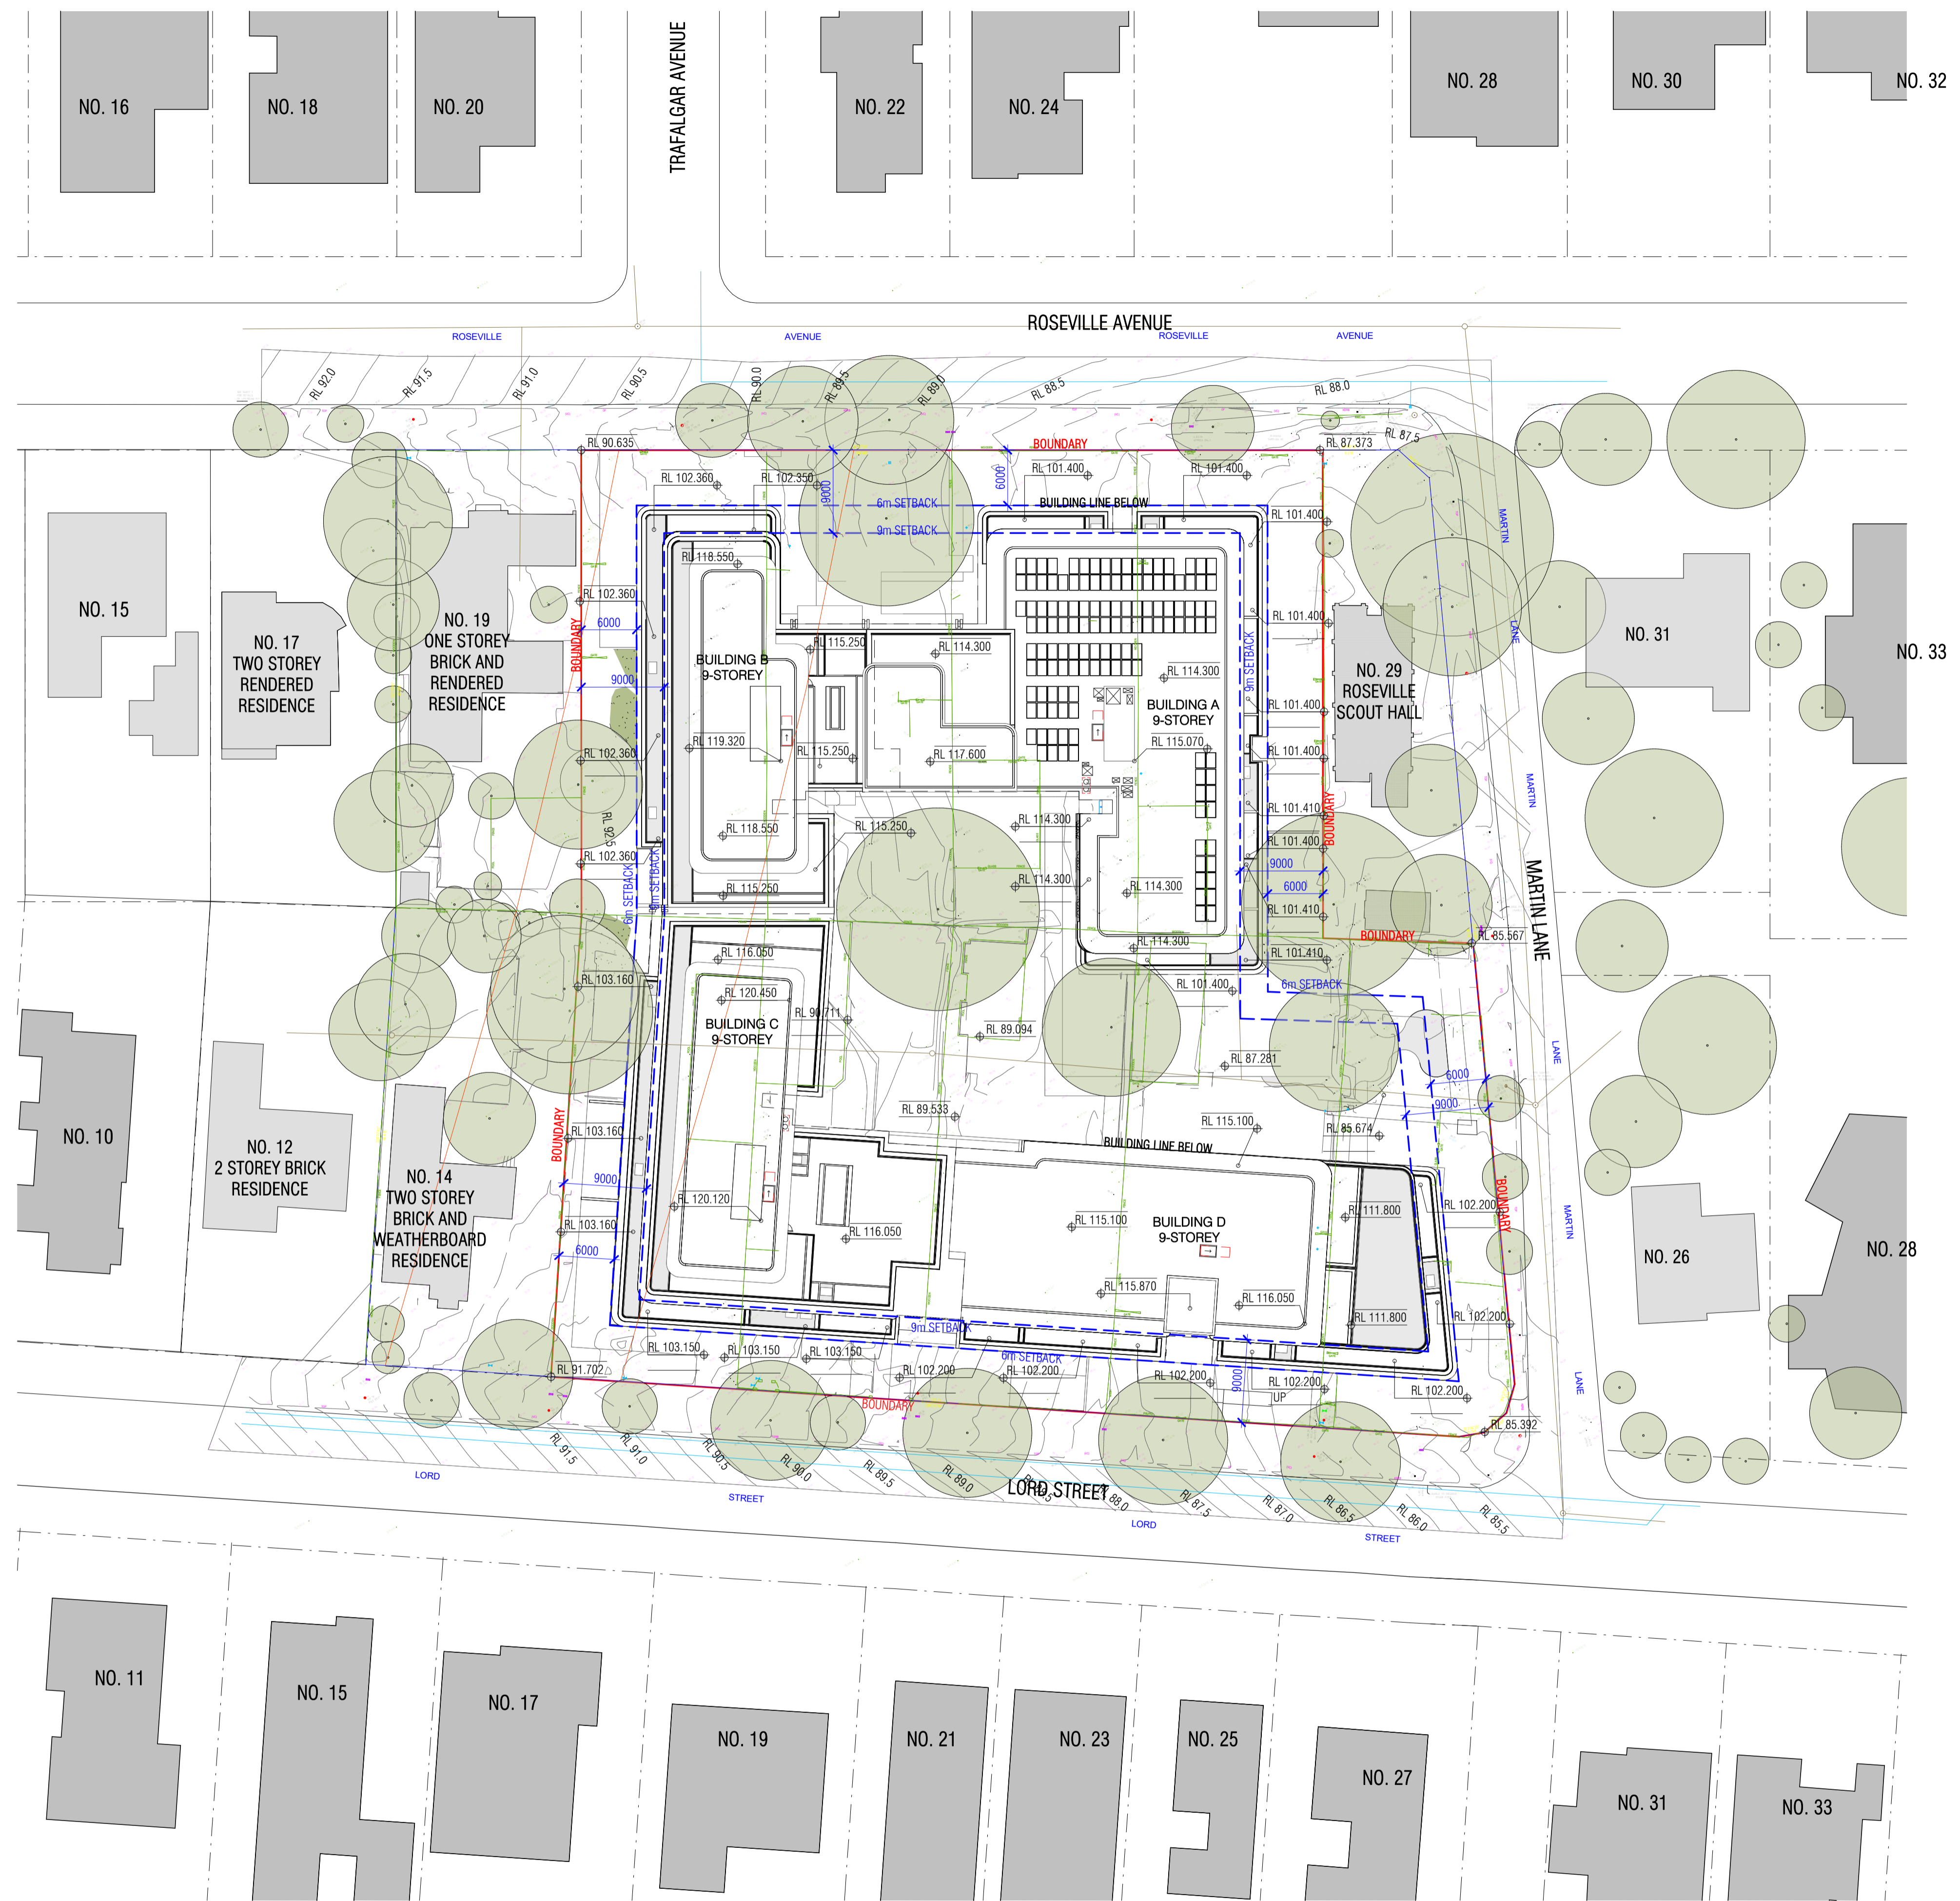 NO. 16
NO. 18
NO. 20
TRAFALGAR AVENUE
NO. 22
NO. 24
NO. 28
NO. 30
NO. 32
ROSEVILLE AVENUE
ROSEVILLE
AVENUE
ROSEVILLE
AVENUE
RL 92.0
RL 91.5
RL 91.0
RL 90.5
RL 90.0
RL 89.5
RL 89.0
RL 88.5
RL 88.0
RL 87.5
RL 90.635
BOUNDARY
RL 87.373
RL 102.360
RL 102.350
9000
6000
RL 101.400
RL 101.400
6m SETBACK
BUILDING LINE BELOW
9m SETBACK
RL 101.400
MARTIN
RL 118.550
RL 102.360
6000
BOUNDARY
9000
RL 101.400
LANE
NO. 15
NO. 17
TWO STOREY
RENDERED
RESIDENCE
NO. 19
ONE STOREY
BRICK AND
RENDERED
RESIDENCE
BUILDING B
9-STOREY
RL 115.250
RL 114.300
RL 114.300
9m SETBACK
NO. 29
ROSEVILLE
SCOUT HALL
NO. 31
NO. 33
BUILDING A
9-STOREY
RL 101.400
RL 119.320
RL 115.250
RL 117.600
RL 115.070
RL 101.400
RL 102.360
MARTIN
RL 101.410
BOUNDARY
RL 92.5
RL 118.550
RL 115.250
RL 114.300
RL 101.400
RL 102.360
9000
6m SETBACK
9m SETBACK
RL 115.250
RL 114.300
RL 114.300
6000
RL 101.410
MARTIN LANE
BOUNDARY
RL 85.567
RL 116.050
RL 114.300
RL 101.410
RL 103.160
RL 101.400
6m SETBACK
RL 120.450
RL 90.711
BUILDING C
9-STOREY
RL 89.094
RL 87.281
LANE
6000
9000
RL 89.533
RL 115.100
RL 85.674
NO. 10
NO. 12
2 STOREY BRICK
RESIDENCE
NO. 14
TWO STOREY
BRICK AND
WEATHERBOARD
RESIDENCE
BOUNDARY
RL 103.160
BUILDING LINE BELOW
9000
RL 120.120
RL 102.200
BOUNDARY
RL 103.160
RL 116.050
RL 115.100
BUILDING D
9-STOREY
RL 111.800
MARTIN
6000
NO. 26
NO. 28
RL 115.870
RL 116.050
RL 111.800
RL 102.200
9m SETBACK
RL 103.150
RL 103.150
RL 103.150
6m SETBACK
RL 102.200
RL 102.200
RL 102.200
9000
RL 102.200
UP
RL 102.200
LANE
RL 91.702
BOUNDARY
RL 85.392
RL 91.5
RL 91.0
RL 90.5
RL 90.0
RL 89.5
RL 89.0
LORD STREET
RL 88.0
RL 87.5
RL 87.0
RL 86.5
RL 86.0
RL 85.5
LORD
STREET
LORD
STREET
NO. 11
NO. 15
NO. 17
NO. 19
NO. 21
NO. 23
NO. 25
NO. 27
NO. 31
NO. 33